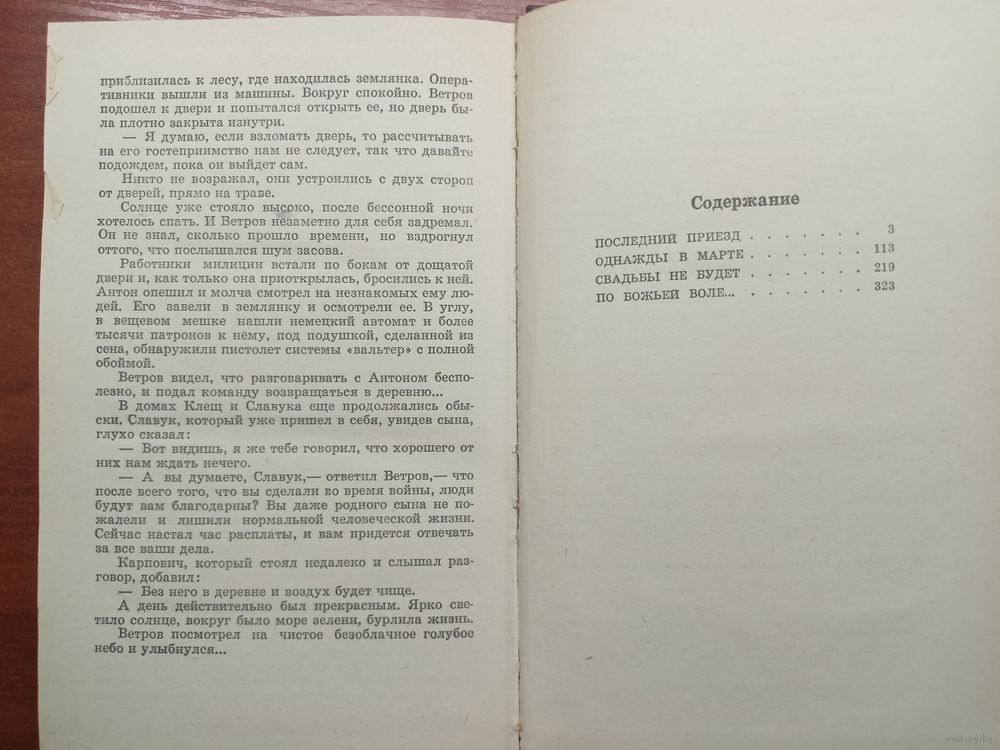 приблизилась к лесу, где находилась землянка. Опера-
тивники вышли из машины. Вокруг спокойно. Ветров
подошел к двери и попытался открыть ее, но дверь бы-
ла плотно закрыта изнутри.
— Я думаю, если взломать дверь, то рассчитывать
на его гостеприимство нам не следует, так что давайте
подождем, пока он выйдет сам.
Никто не возражал, они устроились с двух сторон
от дверей, прямо на траве.
Солнце уже стояло высоко, после бессонной ночи
хотелось спать. И Ветров незаметно для себя задремал.
Он не знал, сколько прошло времени, но вздрогнул
оттого, что послышался шум засова.
Работники милиции встали по бокам от дощатой
двери и, как только она приоткрылась, бросились к ней.
Антон опешил и молча смотрел на незнакомых ему лю-
дей. Его завели в землянку и осмотрели ее. В углу,
в вещевом мешке нашли немецкий автомат и более
тысячи патронов к нему, под подушкой, сделанной из
сена, обнаружили пистолет системы «вальтер» с полной
обоймой.
Ветров видел, что разговаривать с Антоном беспо-
лезно, и подал команду возвращаться в деревню...
В домах Клещ и Славука еще продолжались обы-
ски. Славук, который уже пришел в себя, увидев сына,
глухо сказал:
— Вот видишь, я же тебе говорил, что хорошего от
них нам ждать нечего.
— А вы думаете, Славук,— ответил Ветров,— что
после всего того, что вы сделали во время войны, люди
будут вам благодарны? Вы даже родного сына не по-
жалели и лишили нормальной человеческой жизни.
Сейчас настал час расплаты, и вам придется отвечать
за все ваши дела.
Карпович, который стоял недалеко и слышал раз-
говор, добавил:
— Без него в деревне и воздух будет чище.
А день действительно был прекрасным. Ярко све-
тило солнце, вокруг было море зелени, бурлила жизнь.
Ветров посмотрел на чистое безоблачное голубое
небо и улыбнулся...
Содержание
ПОСЛЕДНИЙ ПРИЕЗД . . . . . . . 3
ОДНАЖДЫ В МАРТЕ . . . . . . . 113
СВАДЬБЫ НЕ БУДЕТ . . . . . . . 219
ПО БОЖЬЕЙ ВОЛЕ... . . . . . . . 323
www.ay.by